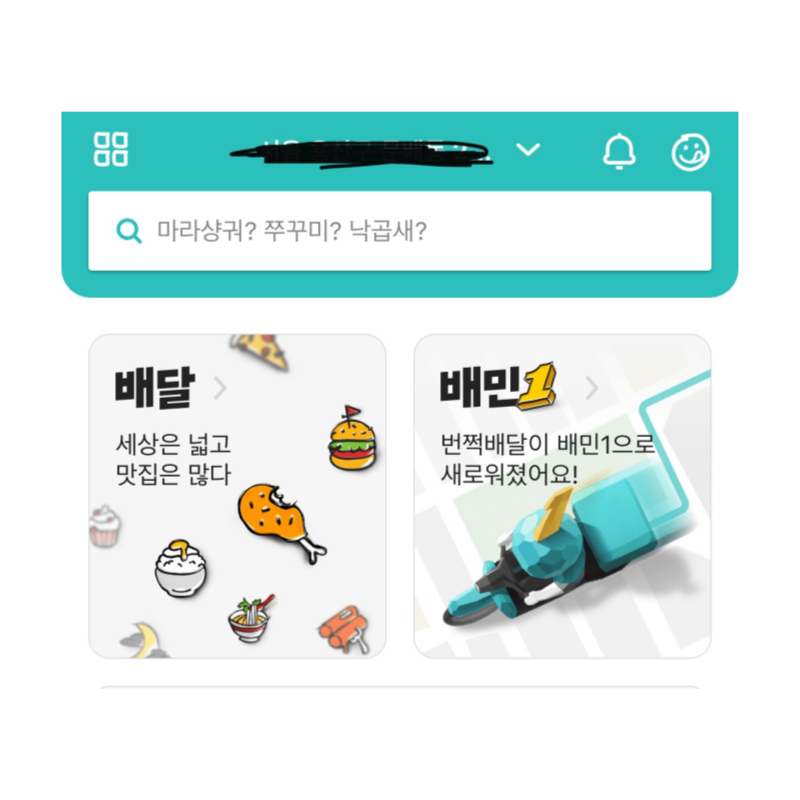 마라샹궈? 쭈꾸미? 낙곱새?
배달
세상은 넓고
맛집은 많다
배민1
번쩍배달이 배민1으로
새로워졌어요!
1